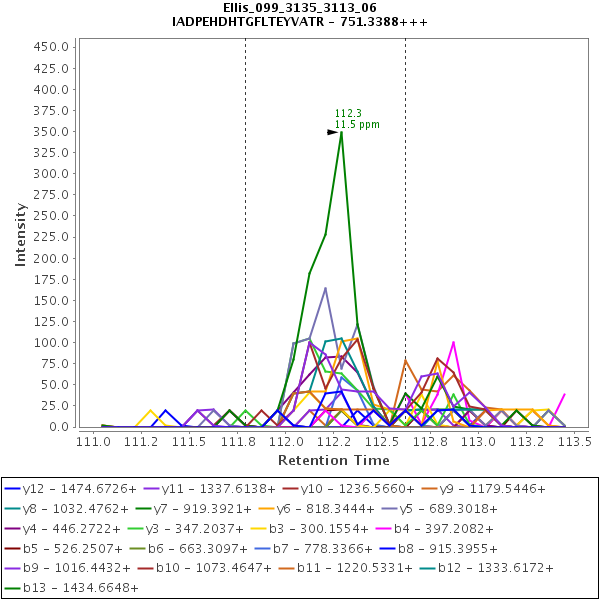 Ellis_099_3135_3113_06
IADPEHDHTGFLTEYVATR - 751.3388+++
450.0
425.0
400.0
375.0
350.0
325.0
300.0
275.0
250.0
225.0
200.0
175.0
150.0
125.0
100.0
75.0
50.0
25.0
0.0
Intensity
112.3
11.5 ppm
111.0 111.2 111.5 111.8 112.0 112.2 112.5 112.8 113.0 113.2 113.5
Retention Time
y12 - 1474.6726+ y11 - 1337.6138+ y10 - 1236.5660+ y9 - 1179.5446+
y8 - 1032.4762+ y7 - 919.3921+ y6 - 818.3444+ y5 - 689.3018+
y4 - 446.2722+ y3 - 347.2037+ b3 - 300.1554+ b4 - 397.2082+
b5 - 526.2507+ b6 - 663.3097+ b7 - 778.3366+ b8 - 915.3955+
b9 - 1016.4432+ b10 - 1073.4647+ b11 - 1220.5331+ b12 - 1333.6172+
b13 - 1434.6648+